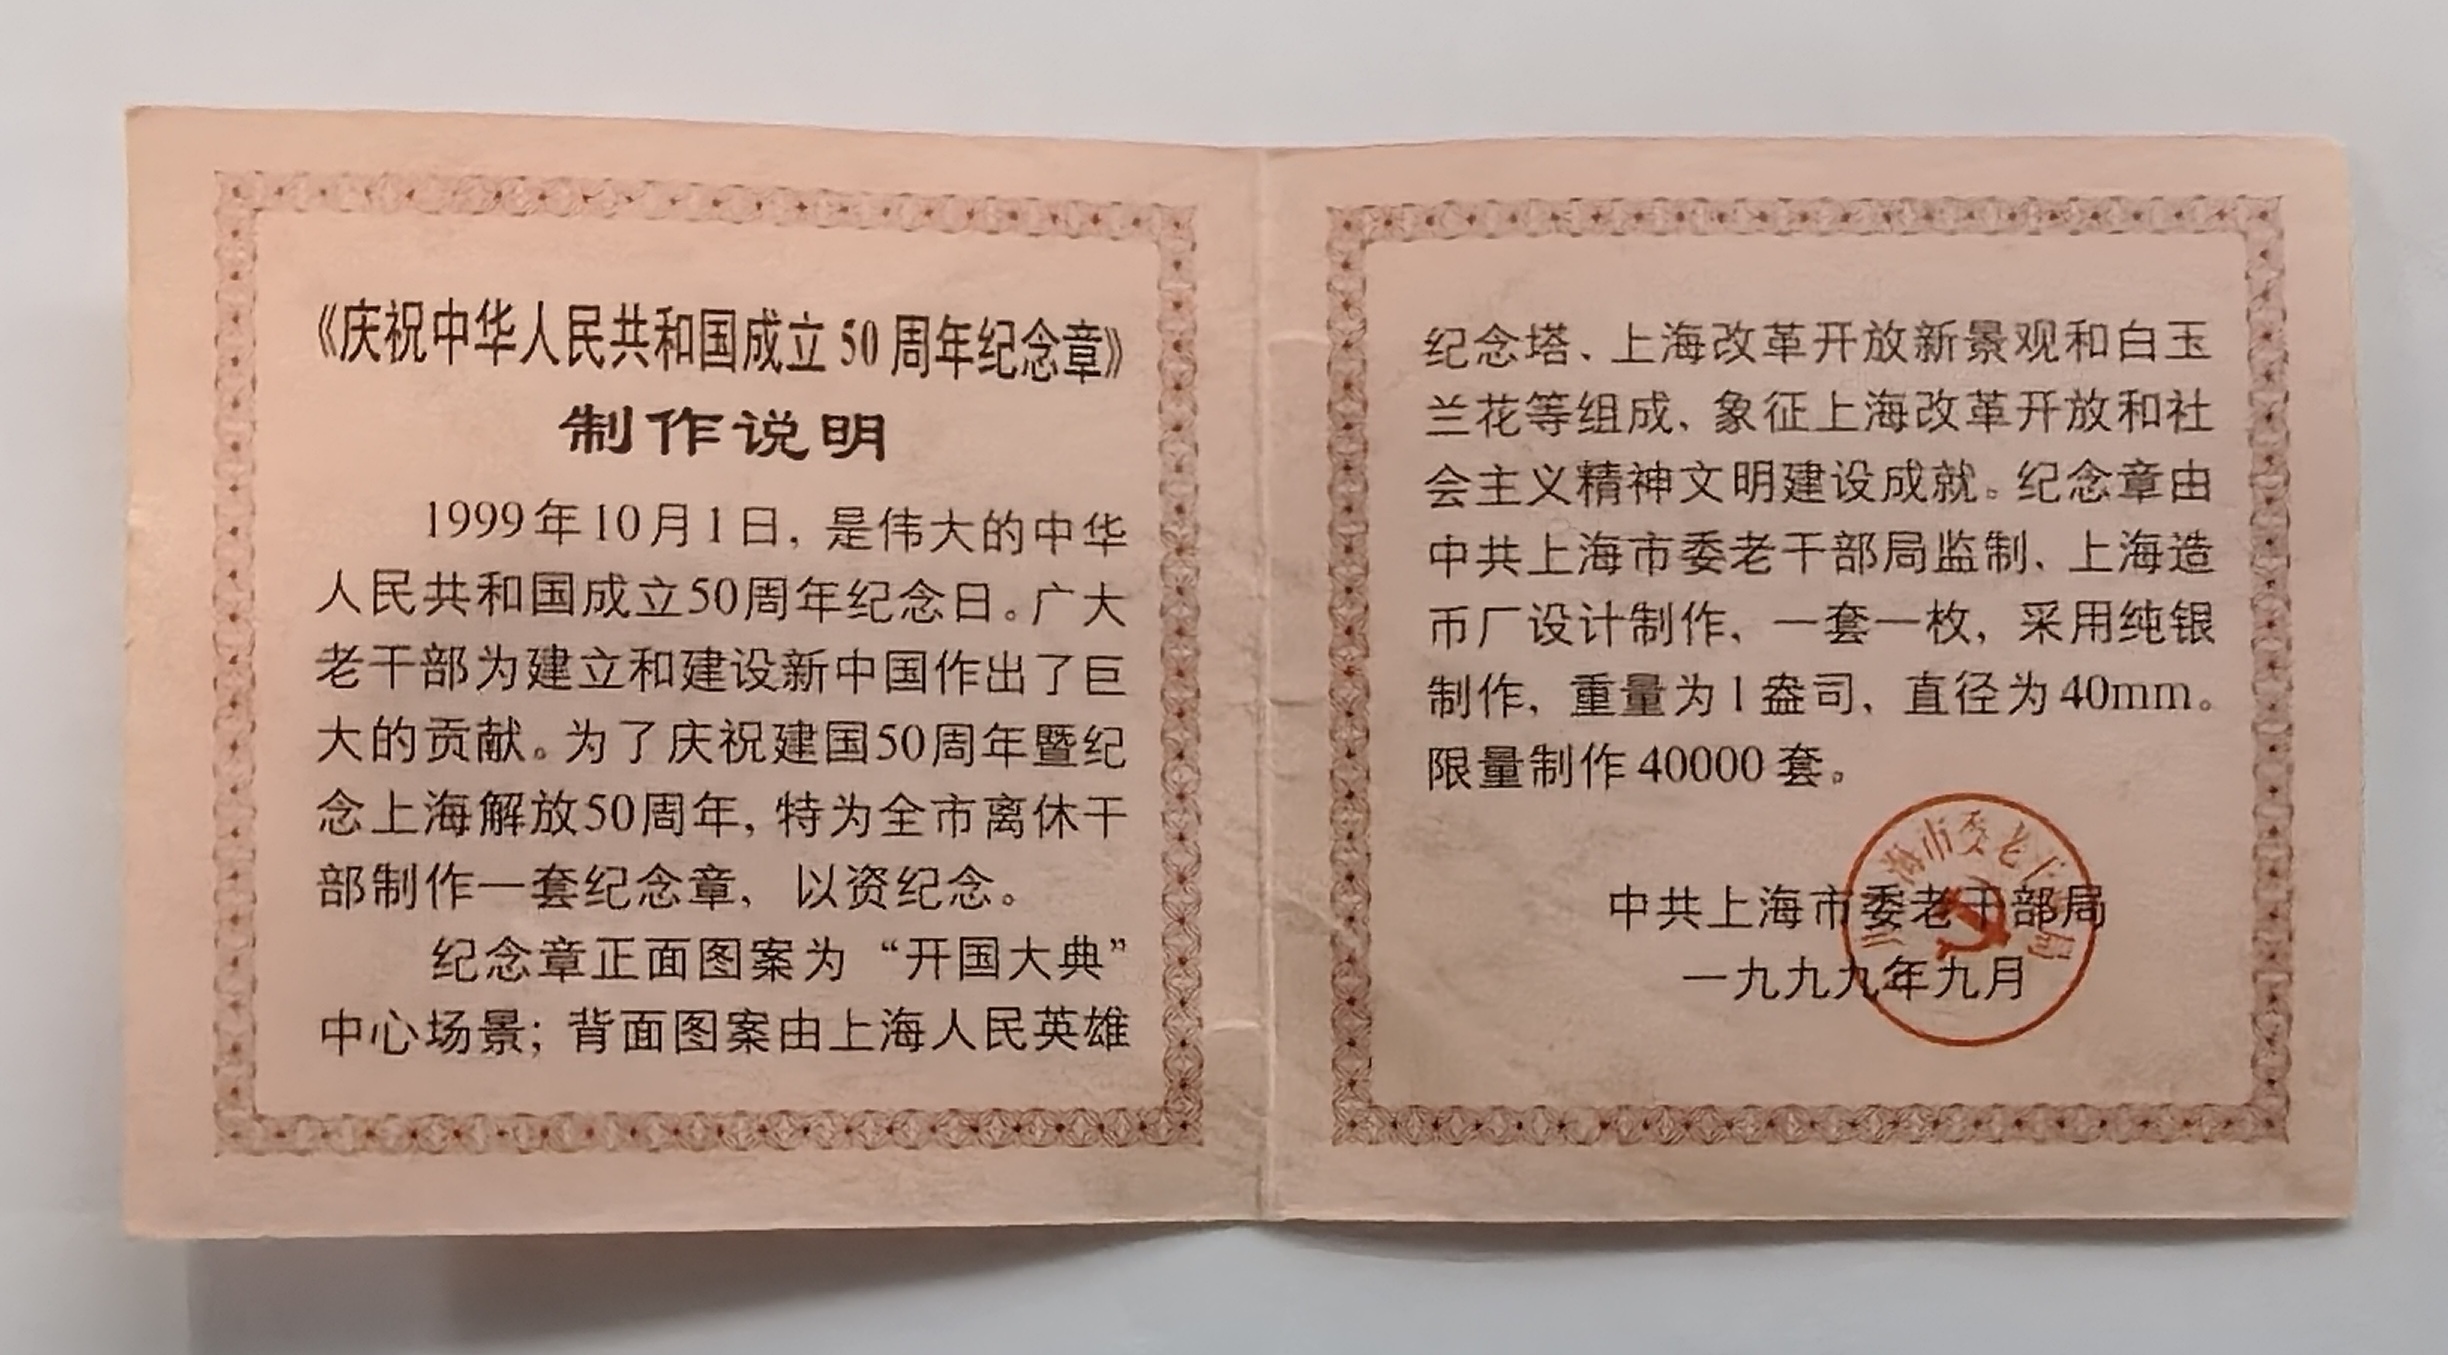 《庆祝中华人民共和国成立50周年纪念章》
制作说明
1999年10月1日，是伟大的中华
人民共和国成立50周年纪念日。广大
老干部为建立和建设新中国作出了巨
大的贡献。为了庆祝建国50周年暨纪
念上海解放50周年，特为全市离休干
部制作一套纪念章，以资纪念。
纪念章正面图案为“开国大典”
中心场景；背面图案由上海人民英雄
纪念塔、上海改革开放新景观和白玉
兰花等组成、象征上海改革开放和社
会主义精神文明建设成就。纪念章由
中共上海市委老干部局监制、上海造
币厂设计制作，一套一枚，采用纯银
制作，重量为1盎司，直径为40mm。
限量制作40000套。
中共上海市委老干部局
一九九九年九月
海市委老干
局